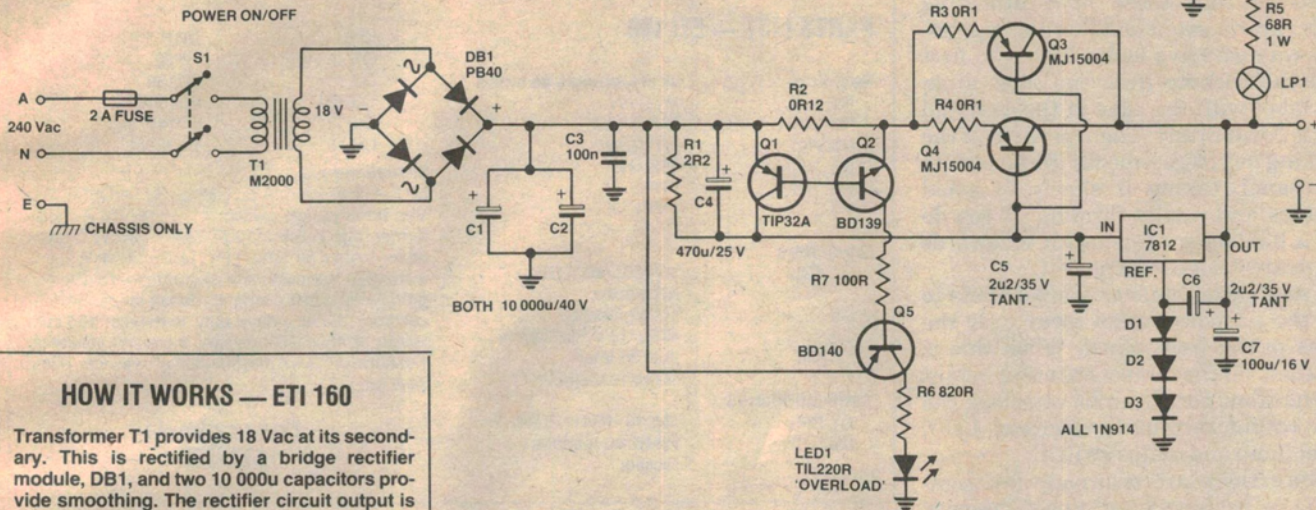 POWER ON/OFF
S1
A
2 A FUSE
240 Vac
N
E
CHASSIS ONLY
T1
M2000
18 V
DB1
PB40
−
+
C1
C2
BOTH 10 000u/40 V
C3
100n
R1
2R2
C4
470u/25 V
Q1
TIP32A
R2
0R12
Q2
BD139
R7 100R
Q5
BD140
R6 820R
LED1
TIL220R
'OVERLOAD'
R3 0R1
Q3
MJ15004
R4 0R1
Q4
MJ15004
C5
2u2/35 V
TANT.
IN
IC1
7812
OUT
REF.
C6
2u2/35 V
TANT
C7
100u/16 V
D1
D2
D3
ALL 1N914
R5
68R
1 W
LP1
+
HOW IT WORKS — ETI 160
Transformer T1 provides 18 Vac at its second-
ary. This is rectified by a bridge rectifier
module, DB1, and two 10 000u capacitors pro-
vide smoothing. The rectifier circuit output is